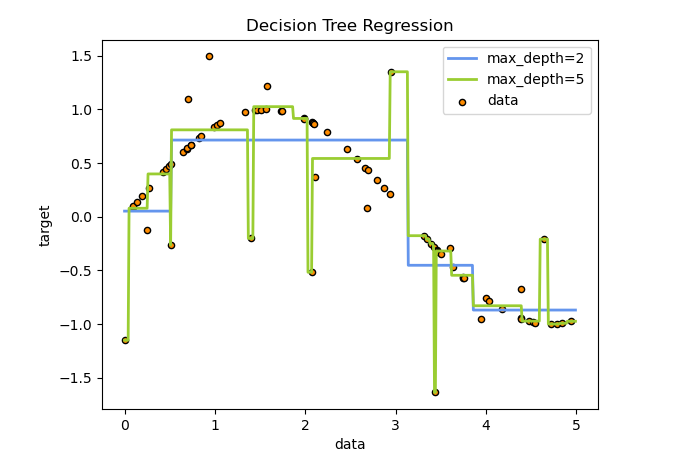 Decision Tree Regression
max_depth=2
max_depth=5
data
1.5
1.0
0.5
0.0
−0.5
−1.0
−1.5
target
0 1 2 3 4 5
data